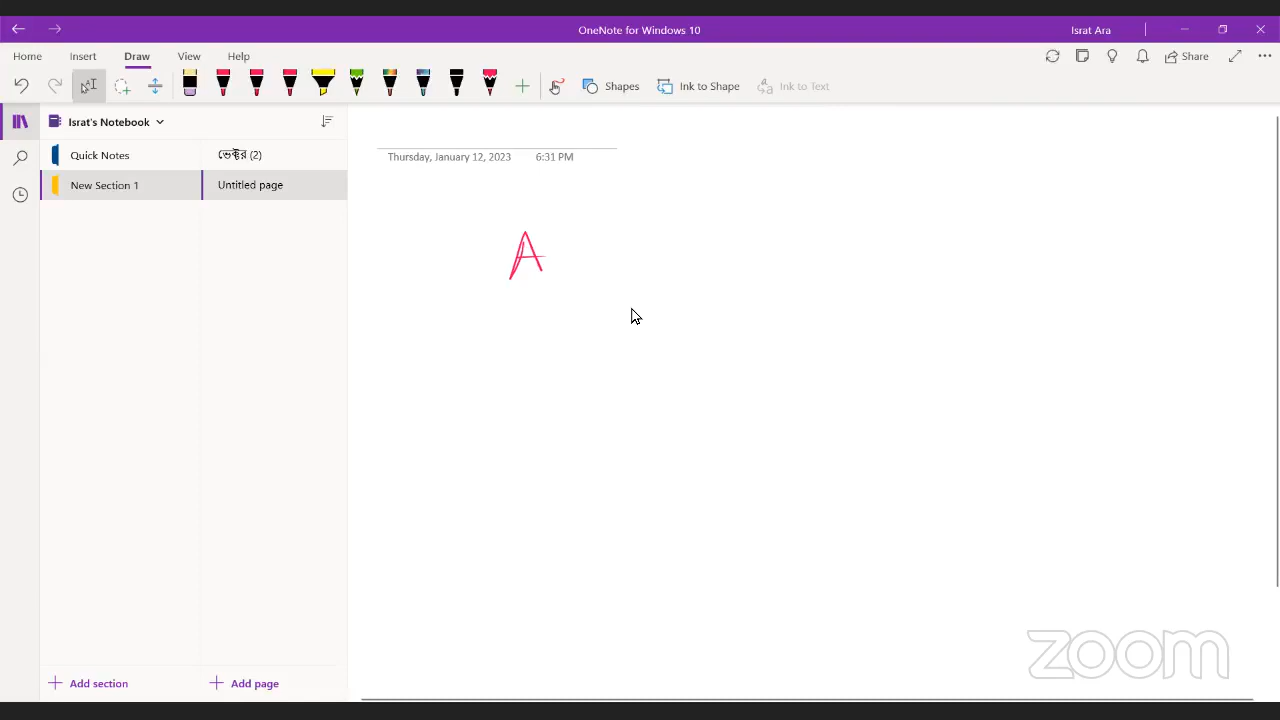 OneNote for Windows 10
Israt Ara
Home Insert Draw View Help
Share
Shapes Ink to Shape Ink to Text
Israt's Notebook
Quick Notes
ভেক্টর (2)
New Section 1
Untitled page
Thursday, January 12, 2023 6:31 PM
A
Add section
Add page
zoom